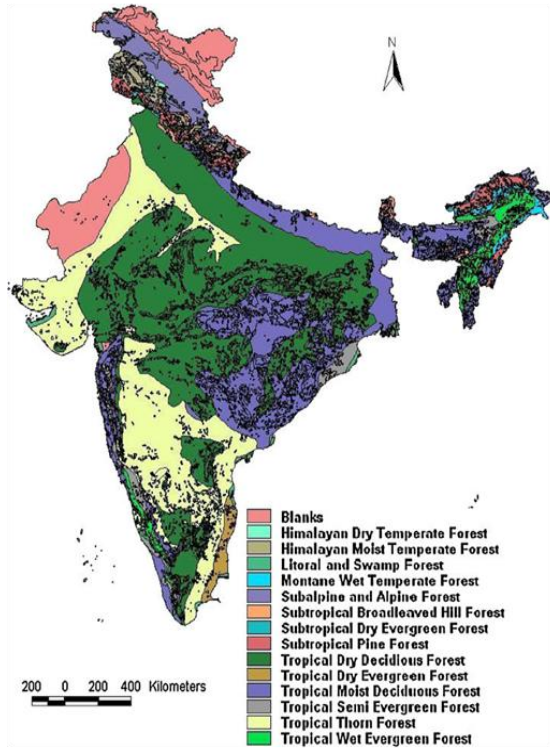 N
Blanks
Himalayan Dry Temperate Forest
Himalayan Moist Temperate Forest
Litoral and Swamp Forest
Montane Wet Temperate Forest
Subalpine and Alpine Forest
Subtropical Broadleaved Hill Forest
Subtropical Dry Evergreen Forest
Subtropical Pine Forest
Tropical Dry Decidious Forest
Tropical Dry Evergreen Forest
Tropical Moist Deciduous Forest
Tropical Semi Evergreen Forest
Tropical Thorn Forest
Tropical Wet Evergreen Forest
200 0 200 400 Kilometers